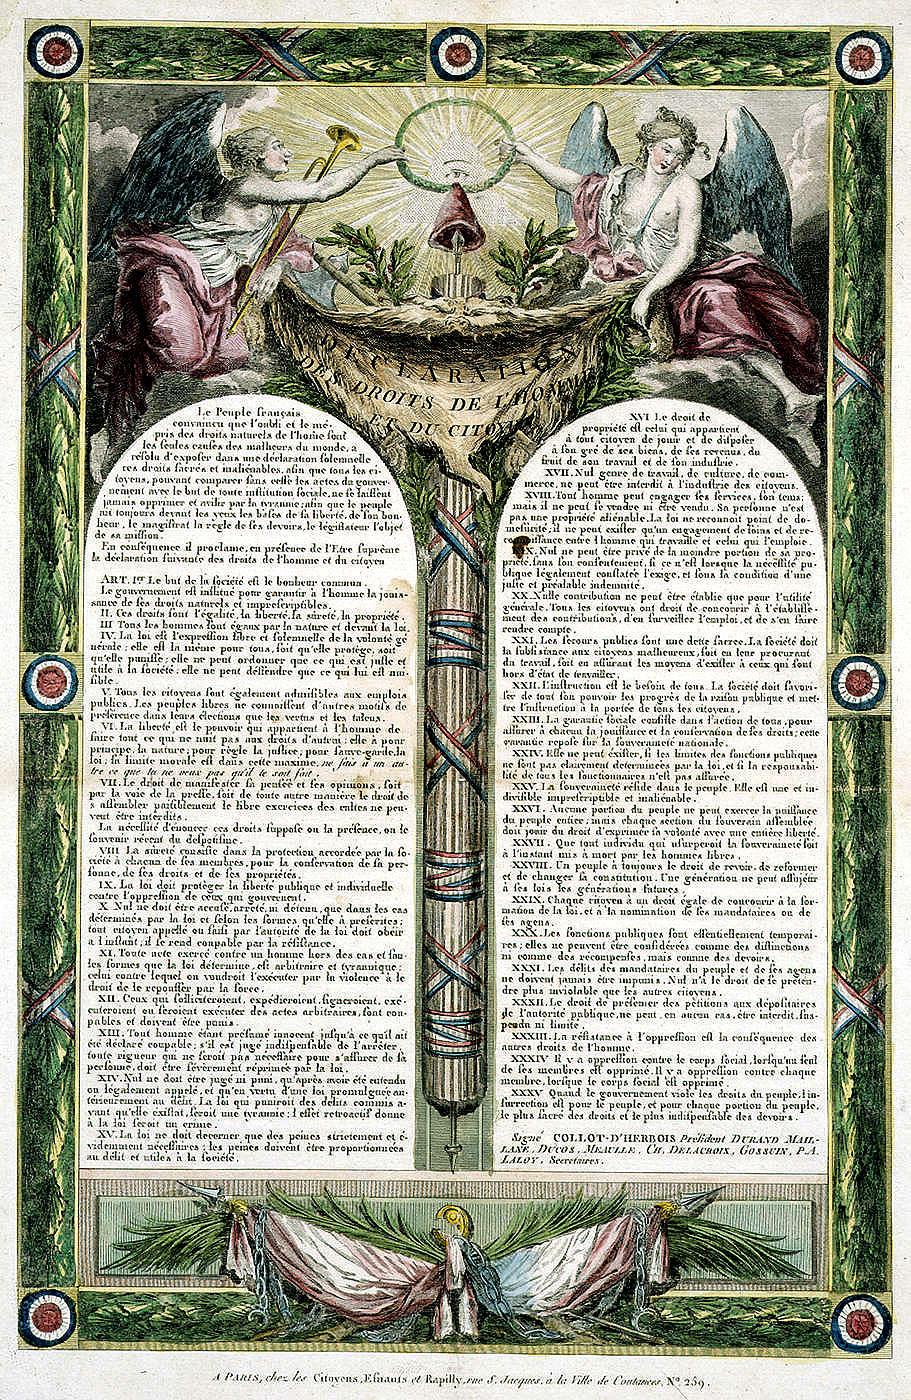 DECLARATION
DES DROITS DE L'HOMME
ET DU CITOYEN
Le Peuple français
convaincu que l'oubli et le mé-
pris des droits naturels de l'home sont
les seules causes des malheurs du monde, a
résolu d'exposer dans une déclaration solemnelle
ces droits sacrés et inaliénables, afin que tous les ci-
toyens, pouvant comparer sans cesse les actes du gouver-
nement avec le but de toute institution sociale, ne se laissent
jamais opprimer et avilir par la tyrannie; afin que le peuple
ait toujours devant les yeux les bases de sa liberté, de son bon-
heur, le magistrat la règle de ses devoirs, le législateur l'objet
de sa mission.
En conséquence il proclame, en présence de l'Etre suprême
la déclaration suivante des droits de l'homme et du citoyen
ART. 1er Le but de la société est le bonheur commun.
Le gouvernement est institué pour garantir à l'homme la jouis-
sance de ses droits naturels et imprescriptibles.
II. Ces droits sont l'égalité, la liberté, la sûreté, la propriété.
III Tous les hommes sont égaux par la nature et devant la loi.
IV. La loi est l'expression libre et solemnelle de la volonté gé
nérale; elle est la même pour tous, soit qu'elle protège, soit
qu'elle punisse; elle ne peut ordonner que ce qui est juste et
utile à la société; elle ne peut déffendre que ce qui lui est nui-
sible.
V. Tous les citoyens sont également admissibles aux emplois
publics. Les peuples libres ne connoissent d'autres motifs de
préférence dans leurs élections que les vertus et les talens.
VI. La liberté est le pouvoir qui appartient à l'homme de
faire tout ce qui ne nuit pas aux droits d'autrui; elle a pour
principe, la nature; pour règle la justice; pour sauve-garde, la
loi; sa limite morale est dans cette maxime, ne fais à un au-
tre ce que tu ne veux pas qu'il te soit fait.
VII. Le droit de manifester sa pensée et ses opinions, soit
par la voie de la presse, soit de toute autre manière le droit de
s'assembler paisiblement le libre exercices des cultes ne peu-
vent être interdits.
La nécessité d'énoncer ces droits suppose ou la présence, ou le
souvenir récent du despotisme.
VIII La sûreté consiste dans la protection accordée par la so-
ciété à chacun de ses membres, pour la conservation de sa per-
sonne, de ses droits et de ses propriétés.
IX. La loi doit protéger la liberté publique et individuelle
contre l'oppression de ceux qui gouvernent.
X Nul ne doit être accusé, arreté, ni détenu, que dans les cas
déterminés par la loi et selon les formes qu'elle a prescrites;
tout citoyen appellé ou saisi par l'autorité de la loi doit obéir
a l'instant; il se rend coupable par la résistance.
XI. Toute acte exercé contre un homme hors des cas et sans
les formes que la loi détermine, est arbitraire et tyrannique;
celui contre lequel on voudroit l'exécuter par la violence à le
droit de le repousser par la force.
XII. Ceux qui solliciteroient, expédieroient, signeroient, exé-
cuteroient ou feroient exécuter des actes arbitraires, sont cou-
pables et doivent être punis.
XIII. Tout homme étant présumé innocent jusqu'à ce qu'il ait
été déclaré coupable; s'il est jugé indispensable de l'arrêter,
toute rigueur qui ne seroit pas nécessaire pour s'assurer de sa
personne, doit être sévèrement réprimée par la loi.
XIV. Nul ne doit être jugé ni puni, qu'après avoir été entendu
ou légalement appelé, et qu'en vertu d'une loi promulguée an-
térieurement au délit. La loi qui puniroit des délits commis a-
vant qu'elle existat, seroit une tyrannie; l'effet retroactif donné
à la loi seroit un crime.
XV. La loi ne doit décerner que des peines strictement et é-
videmment nécessaires; les peines doivent être proportionnées
au délit et utiles à la société.
XVI Le droit de
propriété est celui qui appartient
à tout citoyen de jouir et de disposer
à son gré de ses biens, de ses revenus, du
fruit de son travail et de son industrie.
XVII. Nul genre de travail, de culture, de com-
merce, ne peut être interdit à l'industrie des citoyens.
XVIII. Tout homme peut engager ses services, son tems;
mais il ne peut se vendre ni être vendu. Sa personne n'est
pas une propriété aliénable. La loi ne reconnoit point de do-
mesticité; il ne peut exister qu'un engagement de soins et de re-
connoissance entre l'homme qui travaille et celui qui l'emploie.
XIX. Nul ne peut être privé de la moindre portion de sa pro-
priété, sans son consentement, si ce n'est lorsque la nécessité pu-
blique légalement constatée l'exige, et sous la condition d'une
juste et préalable indemnité.
XX. Nulle contribution ne peut être établie que pour l'utilité
générale. Tous les citoyens ont droit de concourir à l'établisse-
ment des contributions, d'en surveiller l'emploi, et de s'en faire
rendre compte.
XXI. Les secours publics sont une dette sacrée. La société doit
la subsistance aux citoyens malheureux, soit en leur procurant
du travail, soit en assurant les moyens d'exister à ceux qui sont
hors d'état de travailler.
XXII. L'instruction est le besoin de tous. La société doit favori-
ser de tout son pouvoir les progrès de la raison publique et met-
tre l'instruction à la portée de tous les citoyens.
XXIII. La garantie sociale consiste dans l'action de tous, pour
assurer à chacun la jouissance et la conservation de ses droits; cette
garantie repose sur la souveraineté nationale.
XXIV. Elle ne peut exister, si les limites des fonctions publiques
ne sont pas clairement déterminées par la loi, et si la responsabi-
lité de tous les fonctionnaires n'est pas assurée.
XXV. La souveraineté réside dans le peuple. Elle est une et in-
divisible imprescriptible et inaliénable.
XXVI. Aucune portion du peuple ne peut exercer la puissance
du peuple entier; mais chaque section du souverain assemblée
doit jouir du droit d'exprimer sa volonté avec une entière liberté.
XXVII. Que tout individu qui usurperoit la souveraineté soit
à l'instant mis à mort par les hommes libres.
XXVIII. Un peuple à toujours le droit de revoir, de reformer
et de changer sa constitution. Une génération ne peut assujetir
à ses lois les générations futures.
XXIX. Chaque citoyen à un droit égale de concourir à la for-
mation de la loi, et à la nomination de ses mandataires ou de
ses agens.
XXX. Les fonctions publiques sont essentiellement temporai-
res; elles ne peuvent être considérées comme des distinctions
ni comme des recompenses, mais comme des devoirs.
XXXI. Les délits des mandataires du peuple et de ses agens
ne doivent jamais être impunis. Nul n'a le droit de se préten-
dre plus inviolable que les autres citoyens.
XXXII. Le droit de présenter des pétitions aux dépositaires
de l'autorité publique, ne peut, en aucun cas, être interdit, sus-
pendu ni limité.
XXXIII. La résistance à l'oppression est la conséquence des
autres droits de l'homme.
XXXIV Il y a oppression contre le corps social, lorsqu'un seul
de ses membres est opprimé. Il y a oppression contre chaque
membre, lorsque le corps social est opprimé.
XXXV Quand le gouvernement viole les droits du peuple, l'in-
surrection est pour le peuple, et pour chaque portion du peuple,
le plus sacré des droits et le plus indispensable des devoirs.
Signé COLLOT-D'HERBOIS Président DURAND MAIL-
LANE, DUCOS, MEAULLE, CH. DELACROIX, GOSSUIN, P.A.
LALOY, Secretaires.
A PARIS, chez les Citoyens, Esnauts et Rapilly, rue S. Jacques, à la Ville de Coutances, No. 259.